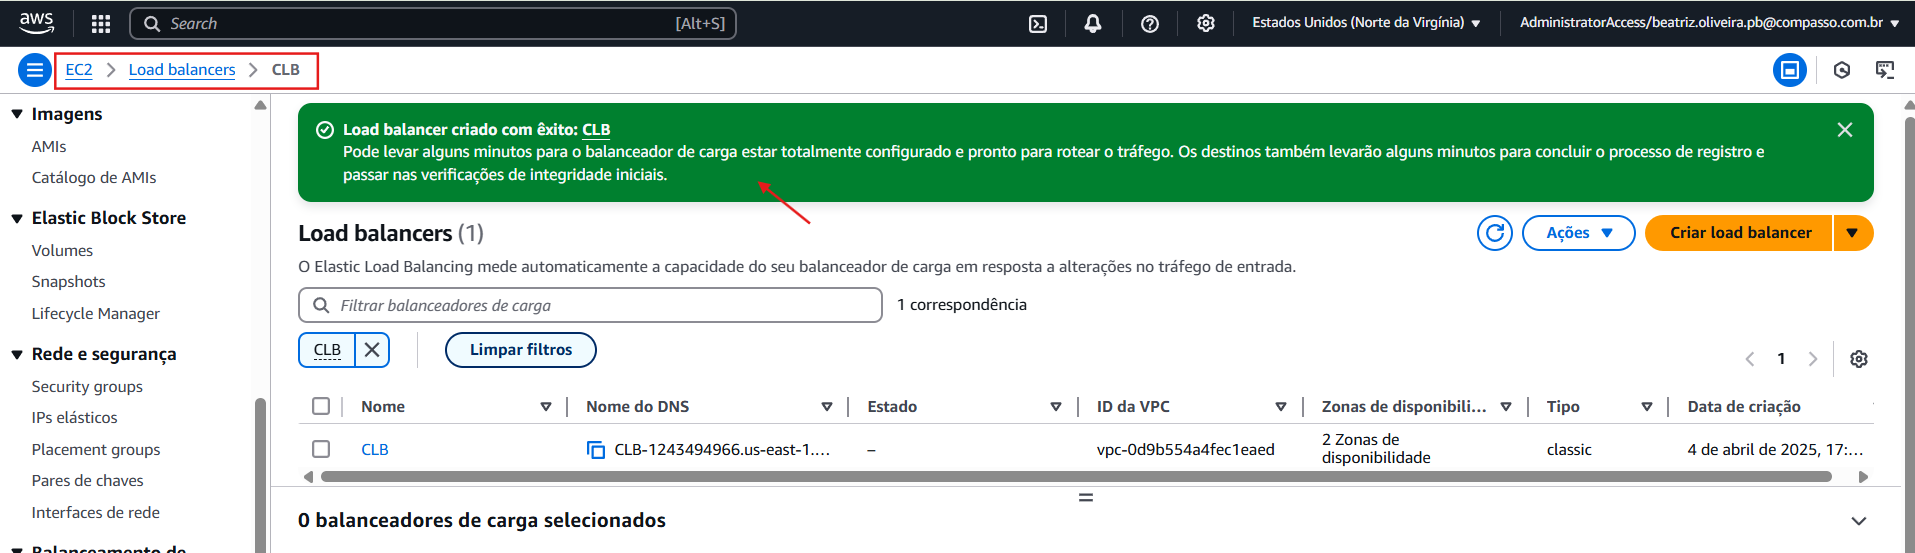 aws
Search [Alt+S]
Estados Unidos (Norte da Virgínia)
AdministratorAccess/beatriz.oliveira.pb@compasso.com.br
EC2 > Load balancers > CLB
Imagens
AMIs
Catálogo de AMIs
Elastic Block Store
Volumes
Snapshots
Lifecycle Manager
Rede e segurança
Security groups
IPs elásticos
Placement groups
Pares de chaves
Interfaces de rede
Balanceamento de
Load balancer criado com êxito: CLB
Pode levar alguns minutos para o balanceador de carga estar totalmente configurado e pronto para rotear o tráfego. Os destinos também levarão alguns minutos para concluir o processo de registro e
passar nas verificações de integridade iniciais.
Load balancers (1)
Ações
Criar load balancer
O Elastic Load Balancing mede automaticamente a capacidade do seu balanceador de carga em resposta a alterações no tráfego de entrada.
Filtrar balanceadores de carga
1 correspondência
CLB
Limpar filtros
1
Nome Nome do DNS Estado ID da VPC Zonas de disponibili... Tipo Data de criação
CLB CLB-1243494966.us-east-1.... – vpc-0d9b554a4fec1eaed 2 Zonas de
disponibilidade
classic 4 de abril de 2025, 17:...
0 balanceadores de carga selecionados